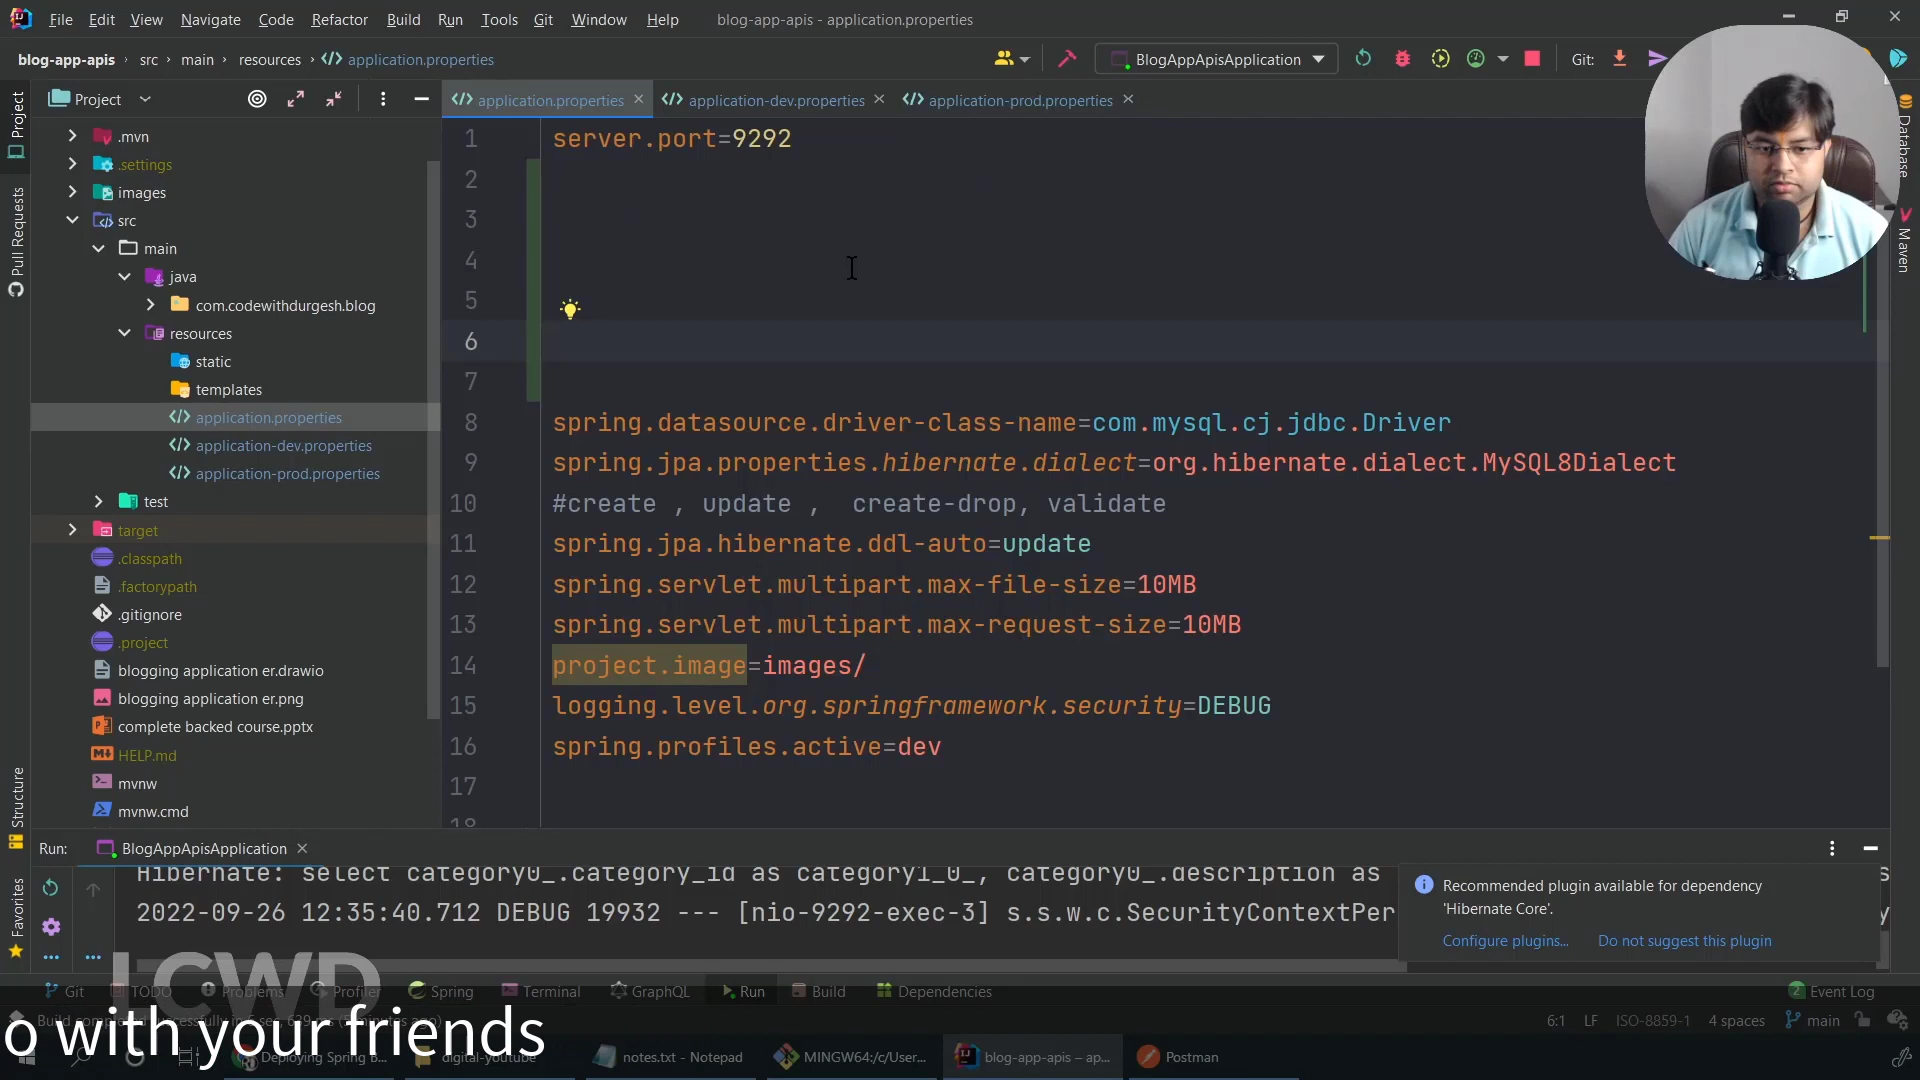 File Edit View Navigate Code Refactor Build Run Tools Git Window Help blog-app-apis - application.properties
blog-app-apis › src › main › resources › application.properties BlogAppApisApplication Git:
Project
application.properties application-dev.properties application-prod.properties
.mvn
.settings
images
src
main
java
com.codewithdurgesh.blog
resources
static
templates
application.properties
application-dev.properties
application-prod.properties
test
target
.classpath
.factorypath
.gitignore
.project
blogging application er.drawio
blogging application er.png
complete backed course.pptx
HELP.md
mvnw
mvnw.cmd
Project
Pull Requests
Structure
Favorites
Database
Maven
1 server.port=9292
2
3
4
5
6
7
8 spring.datasource.driver-class-name=com.mysql.cj.jdbc.Driver
9 spring.jpa.properties.hibernate.dialect=org.hibernate.dialect.MySQL8Dialect
10 #create , update , create-drop, validate
11 spring.jpa.hibernate.ddl-auto=update
12 spring.servlet.multipart.max-file-size=10MB
13 spring.servlet.multipart.max-request-size=10MB
14 project.image=images/
15 logging.level.org.springframework.security=DEBUG
16 spring.profiles.active=dev
17
18
Run: BlogAppApisApplication
Hibernate: select category0_.category_id as category1_0_, category0_.description as
2022-09-26 12:35:40.712 DEBUG 19932 --- [nio-9292-exec-3] s.s.w.c.SecurityContextPer
Recommended plugin available for dependency
'Hibernate Core'.
Configure plugins... Do not suggest this plugin
LCWD
Git TODO Problems Profiler Spring Terminal GraphQL Run Build Dependencies Event Log
6:1 LF ISO-8859-1 4 spaces main
o with your friends
Deploying Spring B... digital-youtube notes.txt - Notepad MINGW64:/c/User... blog-app-apis – ap... Postman